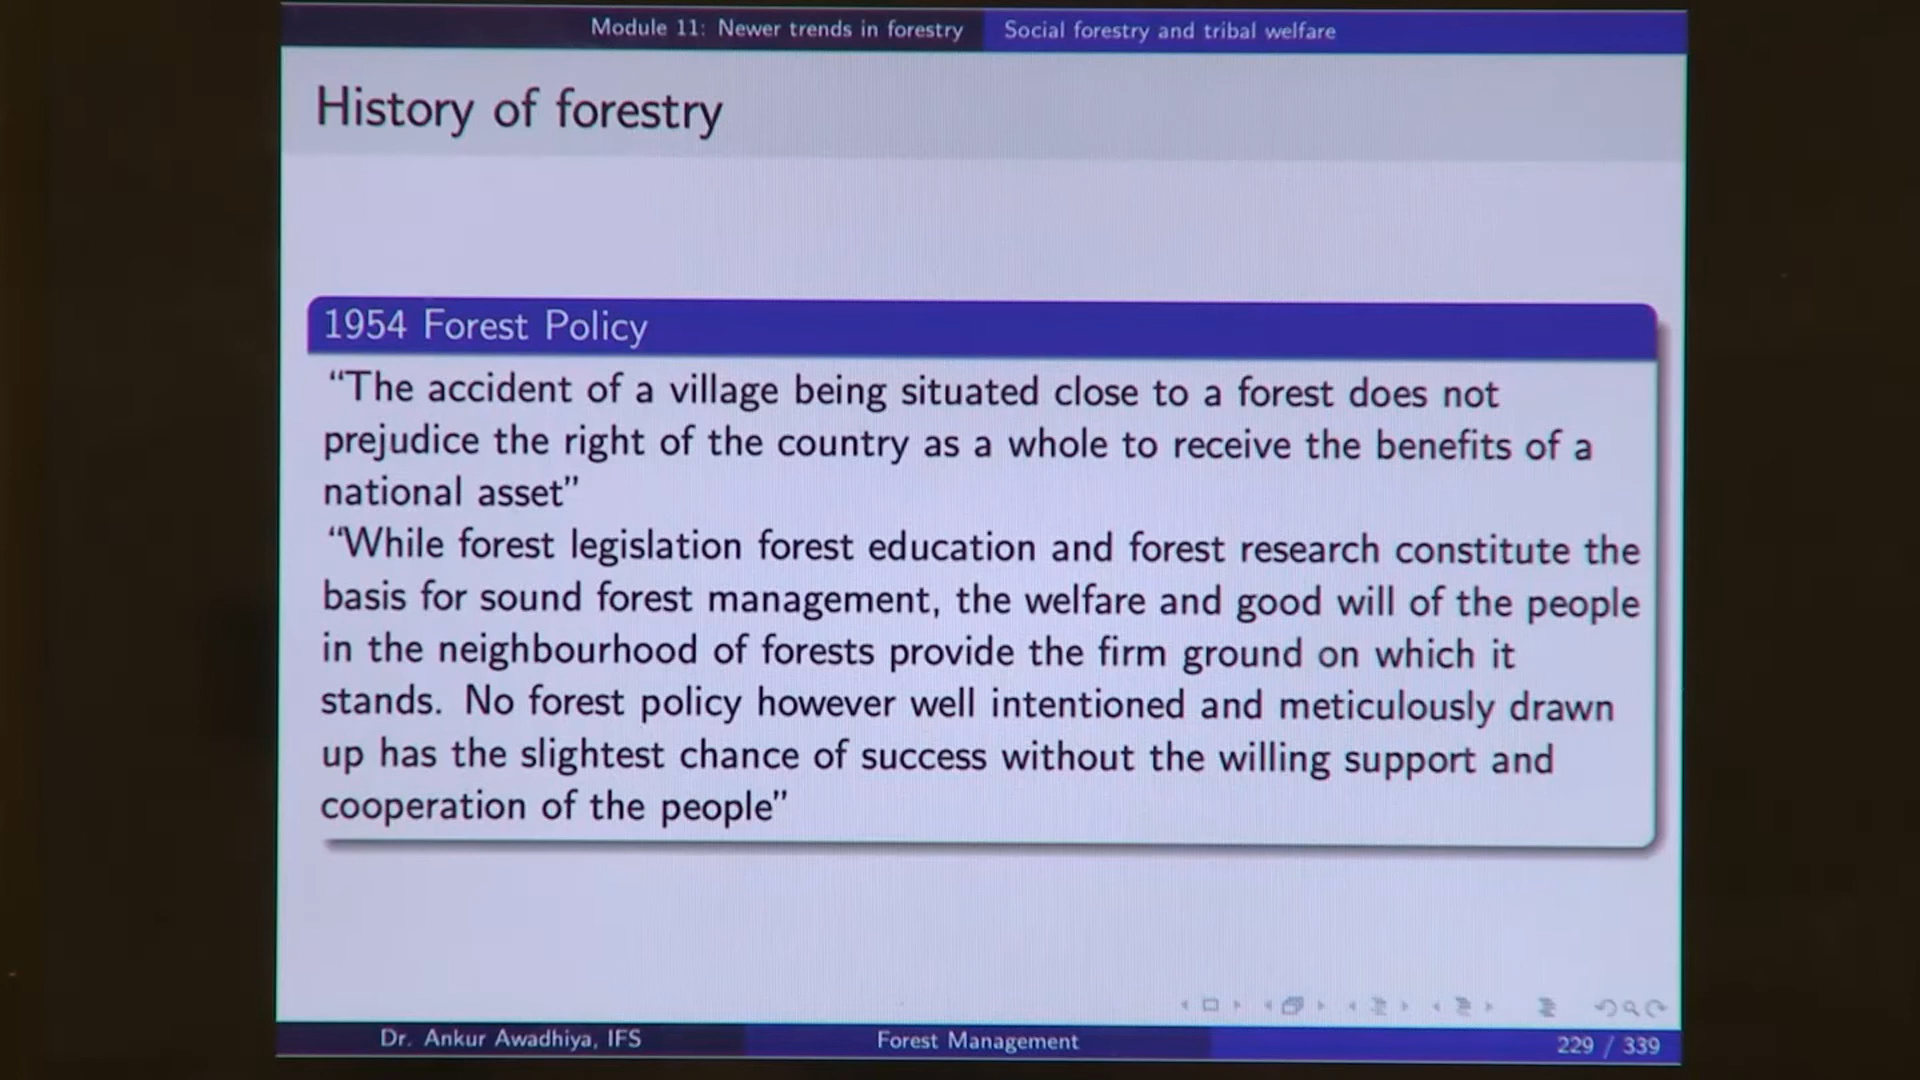 Module 11: Newer trends in forestry Social forestry and tribal welfare
History of forestry
1954 Forest Policy
“The accident of a village being situated close to a forest does not
prejudice the right of the country as a whole to receive the benefits of a
national asset”
“While forest legislation forest education and forest research constitute the
basis for sound forest management, the welfare and good will of the people
in the neighbourhood of forests provide the firm ground on which it
stands. No forest policy however well intentioned and meticulously drawn
up has the slightest chance of success without the willing support and
cooperation of the people”
Dr. Ankur Awadhiya, IFS Forest Management 229 / 339